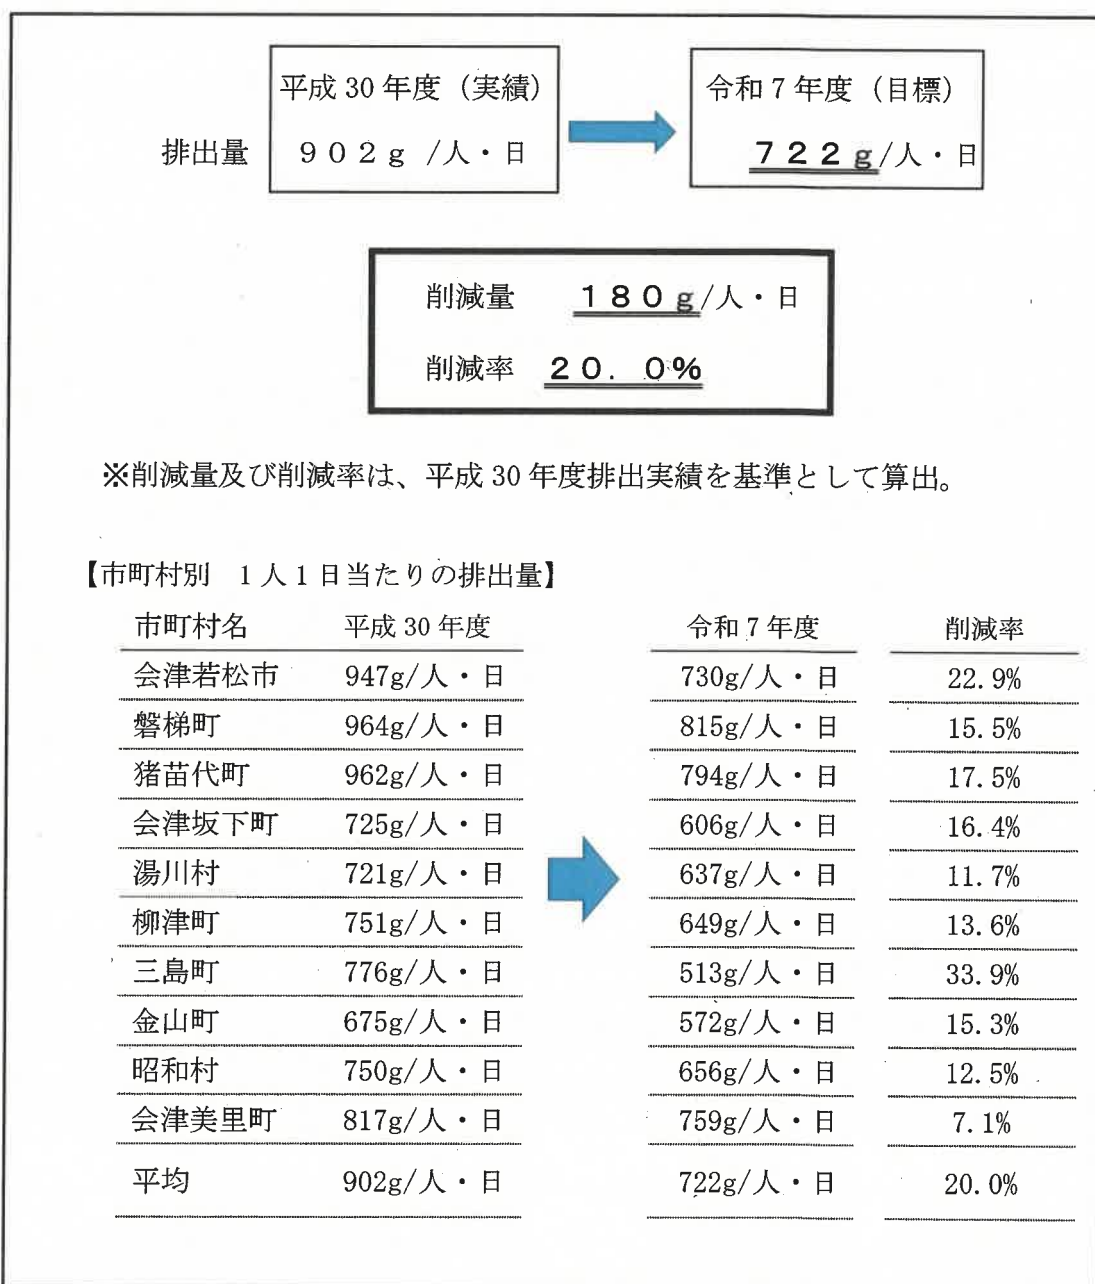 平成 30 年度（実績）
令和 7 年度（目標）
排出量
９０２g /人・日
７２２g/人・日
削減量 １８０g/人・日
削減率 ２０．０%
※削減量及び削減率は、平成 30 年度排出実績を基準として算出。
【市町村別 1人1日当たりの排出量】
市町村名 平成 30 年度 令和 7 年度 削減率
会津若松市 947g/人・日 730g/人・日 22.9%
磐梯町 964g/人・日 815g/人・日 15.5%
猪苗代町 962g/人・日 794g/人・日 17.5%
会津坂下町 725g/人・日 606g/人・日 16.4%
湯川村 721g/人・日 637g/人・日 11.7%
柳津町 751g/人・日 649g/人・日 13.6%
三島町 776g/人・日 513g/人・日 33.9%
金山町 675g/人・日 572g/人・日 15.3%
昭和村 750g/人・日 656g/人・日 12.5%
会津美里町 817g/人・日 759g/人・日 7.1%
平均 902g/人・日 722g/人・日 20.0%